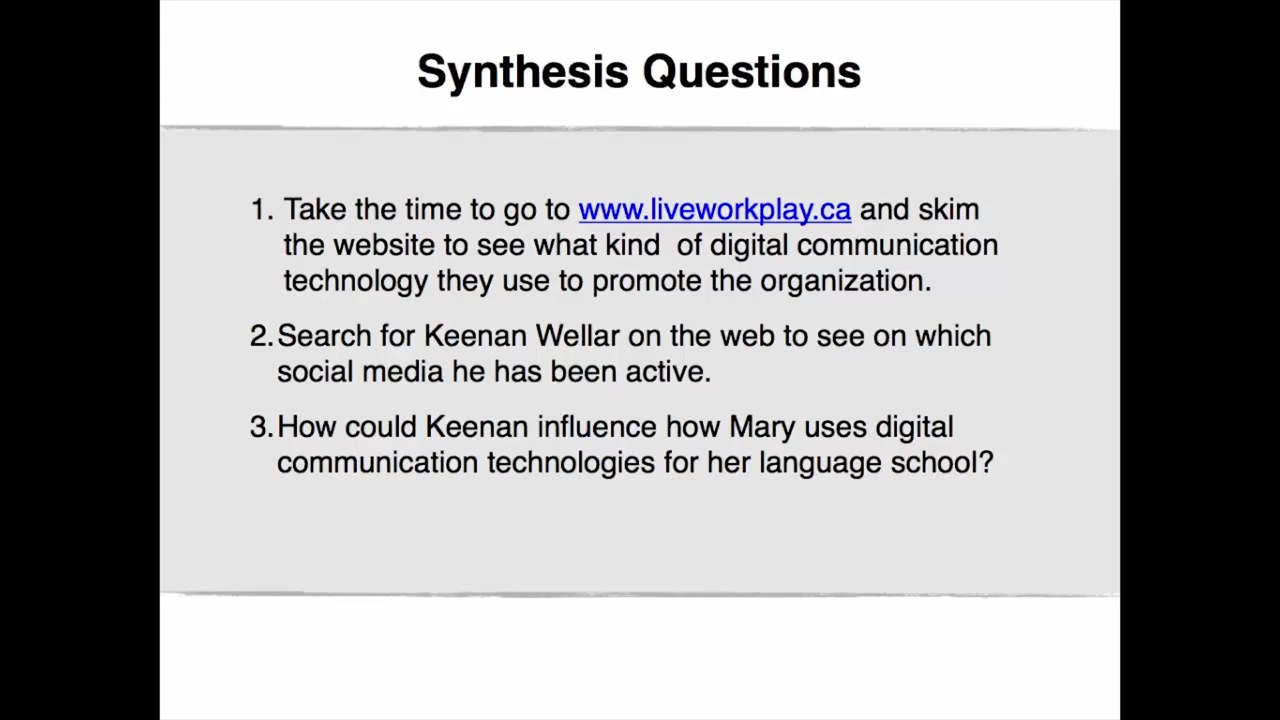 Synthesis Questions
1. Take the time to go to www.liveworkplay.ca and skim
the website to see what kind  of digital communication
technology they use to promote the organization.
2. Search for Keenan Wellar on the web to see on which
social media he has been active.
3. How could Keenan influence how Mary uses digital
communication technologies for her language school?